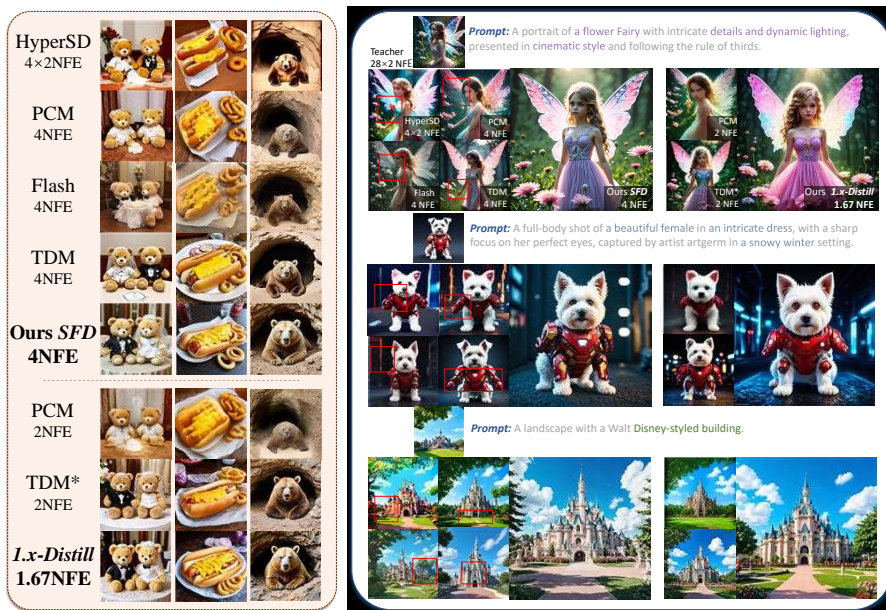 HyperSD
4×2NFE
PCM
4NFE
Flash
4NFE
TDM
4NFE
Ours SFD
4NFE
PCM
2NFE
TDM*
2NFE
1.x-Distill
1.67NFE
Teacher
28×2 NFE
Prompt: A portrait of a flower Fairy with intricate details and dynamic lighting,
presented in cinematic style and following the rule of thirds.
HyperSD
4×2 NFE
PCM
4 NFE
Flash
4 NFE
TDM
4 NFE
Ours SFD
4 NFE
PCM
2 NFE
TDM*
2 NFE
Ours 1.x-Distill
1.67 NFE
Prompt: A full-body shot of a beautiful female in an intricate dress, with a sharp
focus on her perfect eyes, captured by artist artgerm in a snowy winter setting.
Prompt: A landscape with a Walt Disney-styled building.